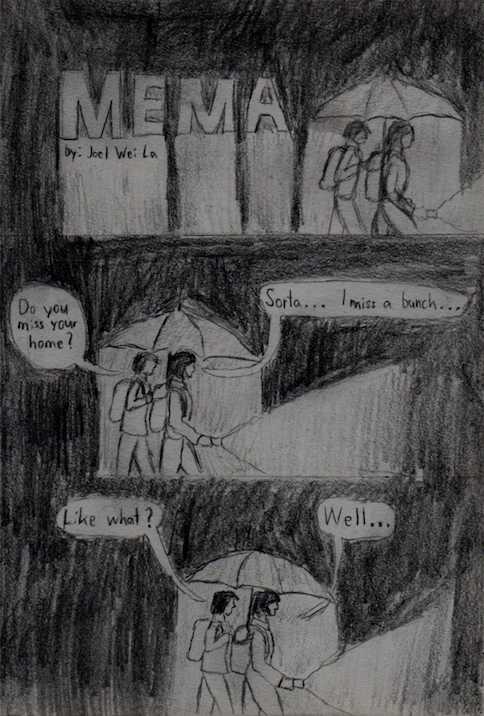 MEMA
by: Joel Wei La
Do you
miss your
home?
Sorta... I miss a bunch...
Like what?
Well...